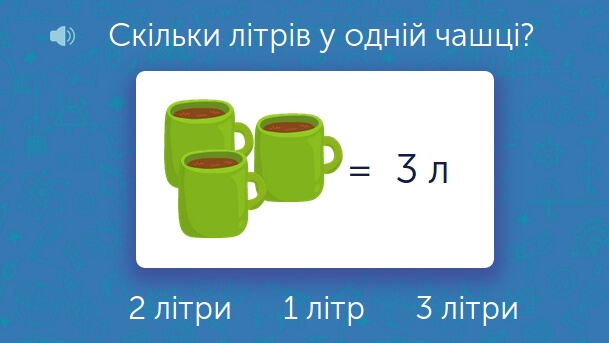 Скільки літрів у одній чашці?
= 3 л
2 літри 1 літр 3 літри